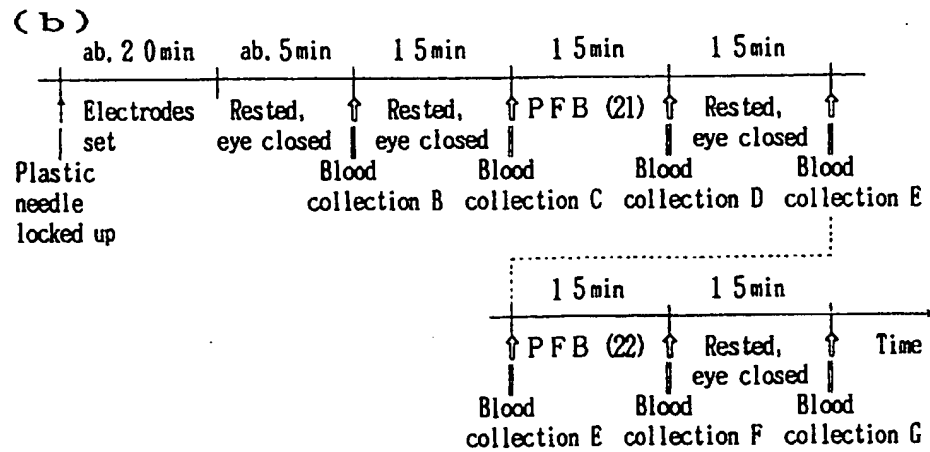 (b)
ab. 20min ab. 5min 15min 15min 15min
Electrodes Rested, Rested, PFB (21) Rested,
set eye closed eye closed eye closed
Plastic Blood Blood Blood Blood
needle collection B collection C collection D collection E
locked up
15min 15min
PFB (22) Rested, Time
eye closed
Blood Blood Blood
collection E collection F collection G